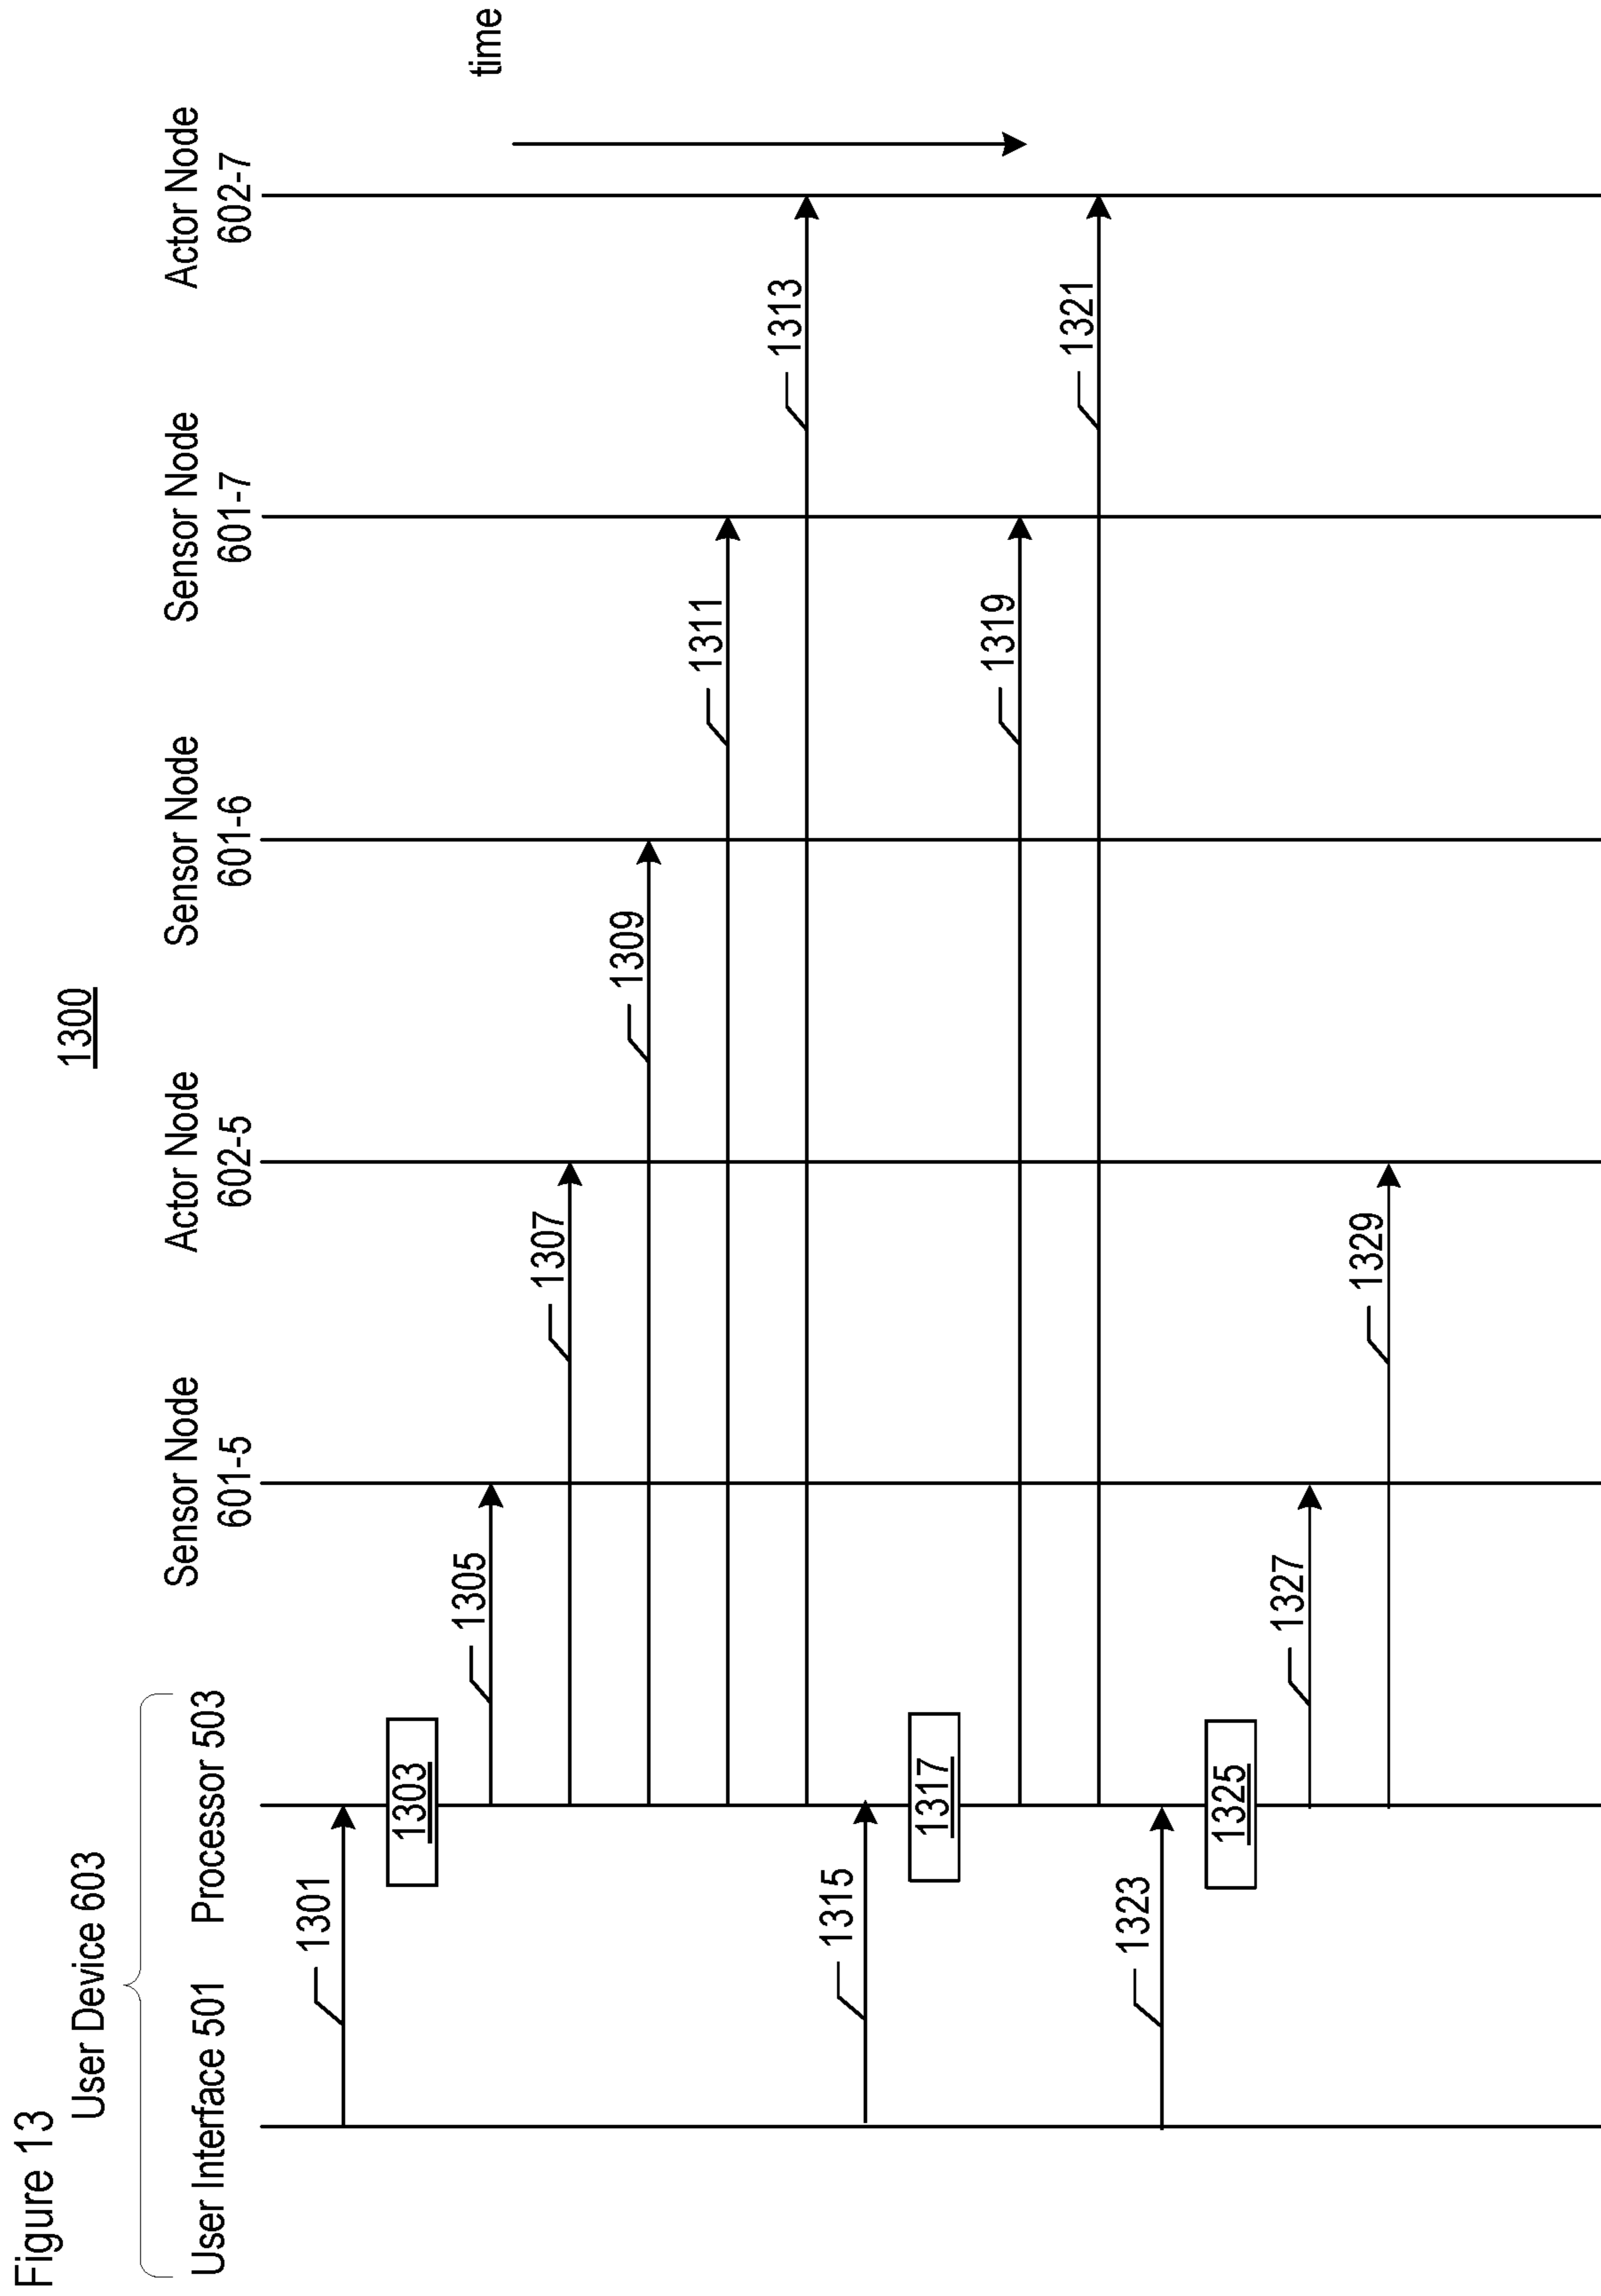 Figure 13
1300
User Device 603
User Interface 501
Processor 503
Sensor Node
601-5
Actor Node
602-5
Sensor Node
601-6
Sensor Node
601-7
Actor Node
602-7
time
1301
1303
1305
1307
1309
1311
1313
1315
1317
1319
1321
1323
1325
1327
1329